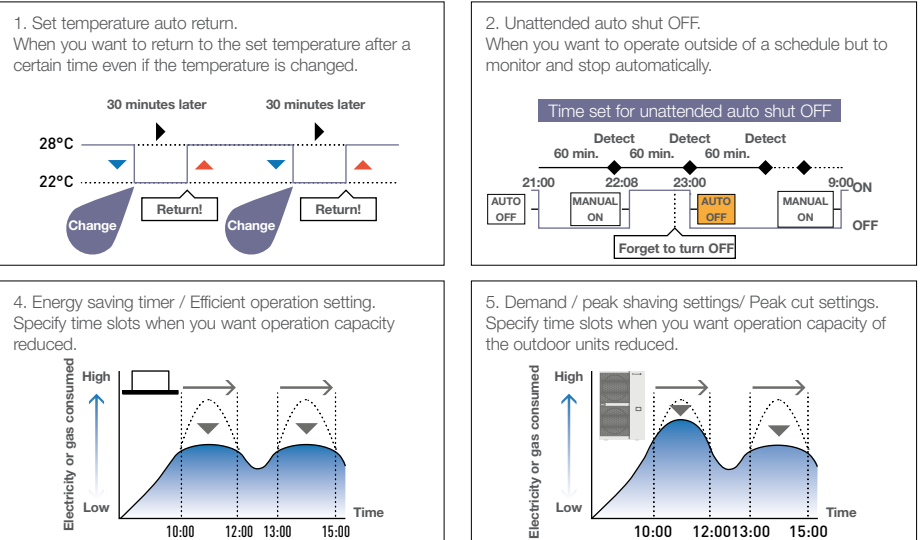 1. Set temperature auto return.
When you want to return to the set temperature after a
certain time even if the temperature is changed.
30 minutes later 30 minutes later
28°C
22°C
Change Return! Change Return!
2. Unattended auto shut OFF.
When you want to operate outside of a schedule but to
monitor and stop automatically.
Time set for unattended auto shut OFF
Detect Detect Detect
60 min. 60 min. 60 min.
21:00 22:08 23:00 9:00 ON
AUTO OFF MANUAL ON AUTO OFF MANUAL ON
OFF
Forget to turn OFF
4. Energy saving timer / Efficient operation setting.
Specify time slots when you want operation capacity
reduced.
Electricity or gas consumed
High
Low
Time
10:00 12:00 13:00 15:00
5. Demand / peak shaving settings/ Peak cut settings.
Specify time slots when you want operation capacity of
the outdoor units reduced.
Electricity or gas consumed
High
Low
Time
10:00 12:00 13:00 15:00